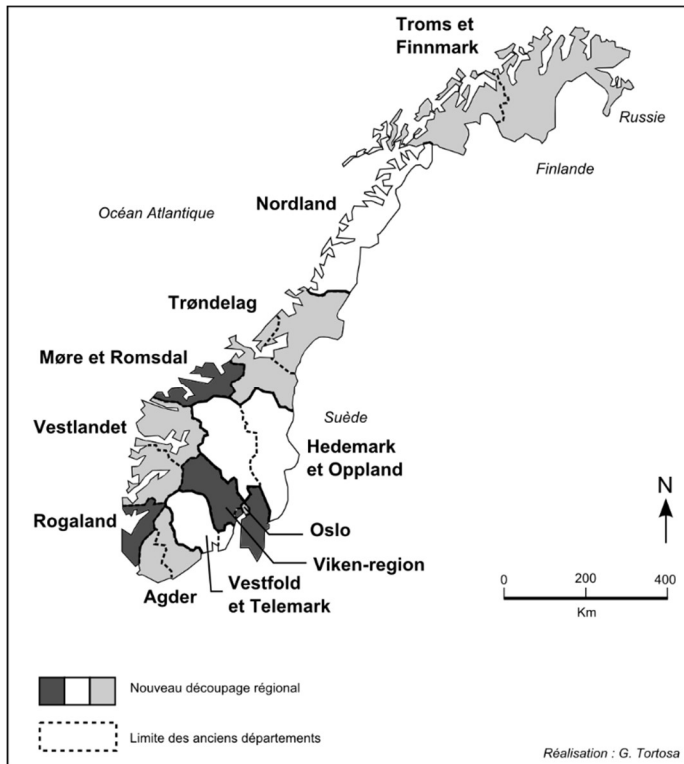 Troms et
Finnmark
Russie
Finlande
Océan Atlantique
Nordland
Trøndelag
Møre et Romsdal
Vestlandet
Suède
Hedemark
et Oppland
Rogaland
Oslo
Viken-region
Agder
Vestfold
et Telemark
N
0 200 400
Km
Nouveau découpage régional
Limite des anciens départements
Réalisation : G. Tortosa